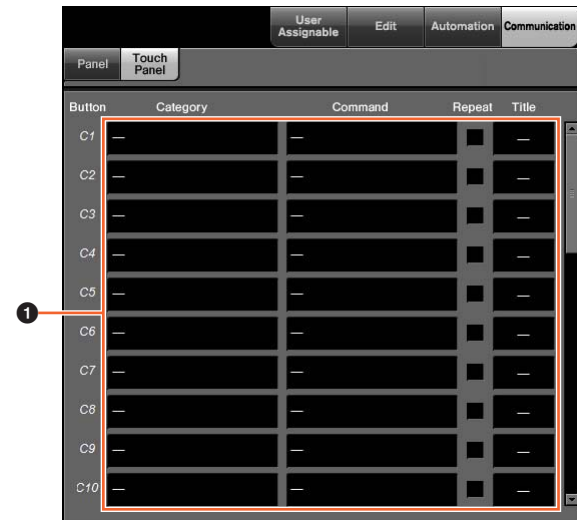 User Assignable Edit Automation Communication
Panel Touch Panel
Button Category Command Repeat Title
C1 — — —
C2 — — —
C3 — — —
C4 — — —
C5 — — —
1 C6 — — —
C7 — — —
C8 — — —
C9 — — —
C10 — — —